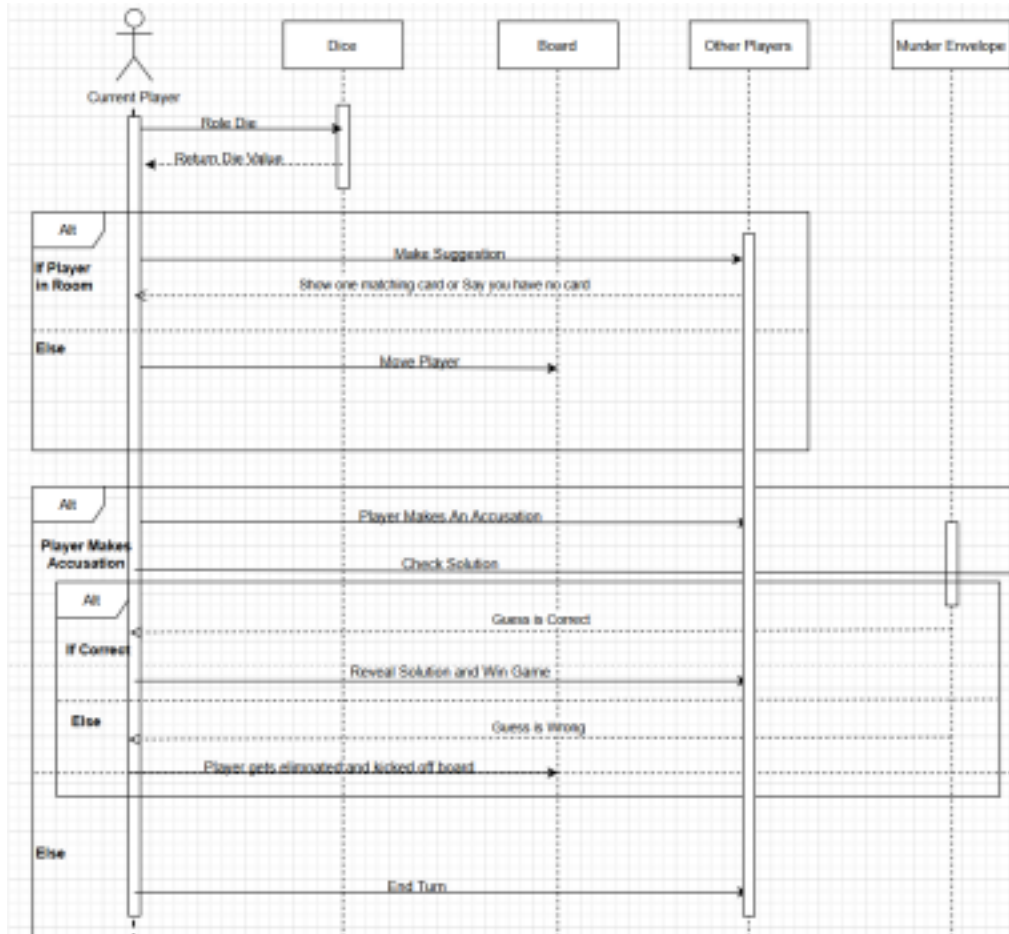 Dice
Board
Other Players
Murder Envelope
Current Player
Role Die
Return Die Value
Alt
Make Suggestion
If Player
in Room
Show one matching card or Say you have no card
Else
Move Player
Alt
Player Makes An Accusation
Player Makes
Accusation
Check Solution
Alt
Guess is Correct
If Correct
Reveal Solution and Win Game
Else
Guess is Wrong
Player gets eliminated and kicked off board
Else
End Turn